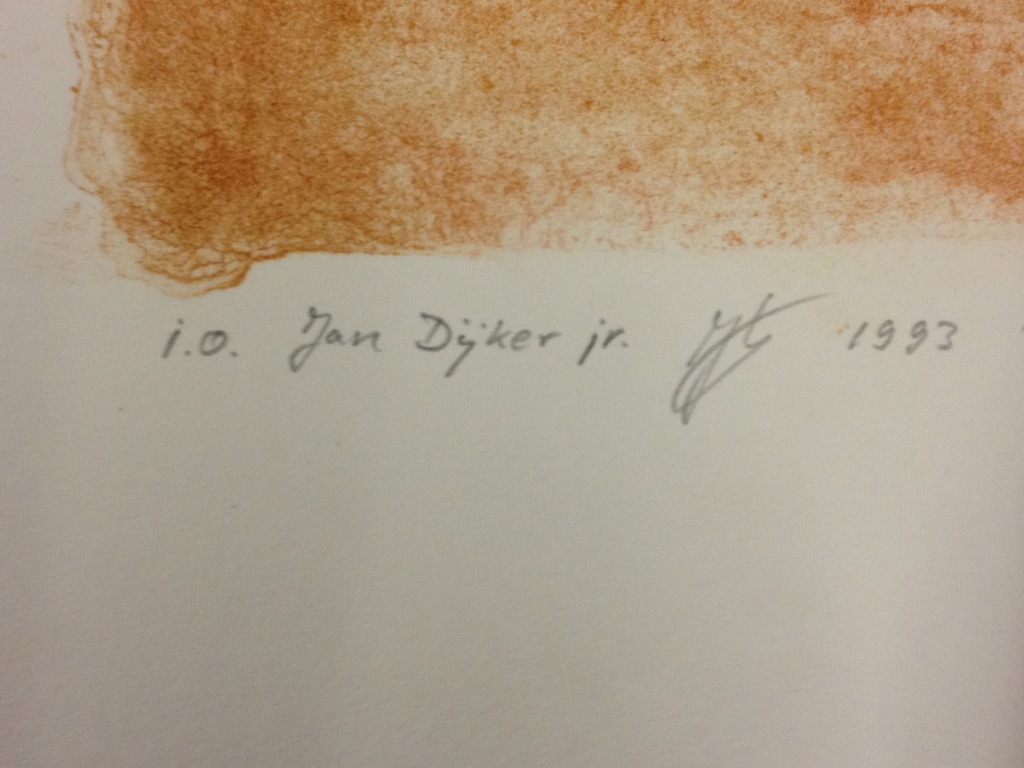 i.o. Jan Dijker jr. 1993